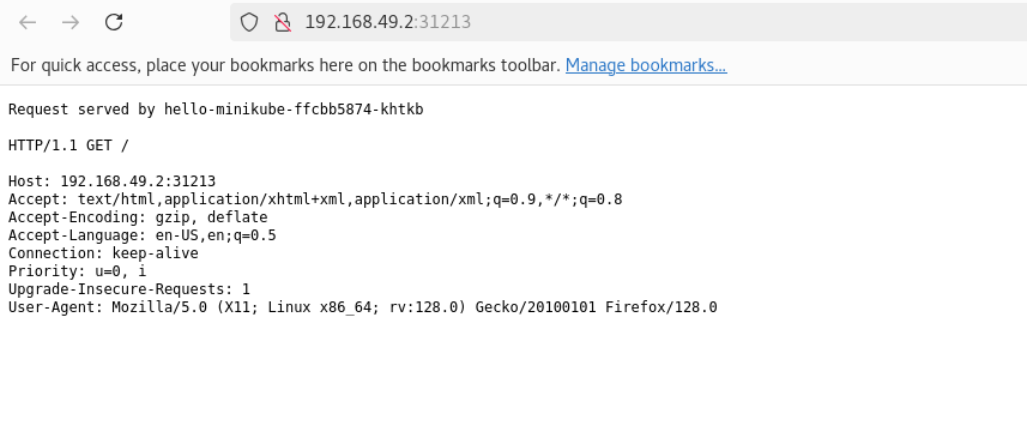 192.168.49.2:31213
For quick access, place your bookmarks here on the bookmarks toolbar. Manage bookmarks...
Request served by hello-minikube-ffcbb5874-khtkb
HTTP/1.1 GET /
Host: 192.168.49.2:31213
Accept: text/html,application/xhtml+xml,application/xml;q=0.9,*/*;q=0.8
Accept-Encoding: gzip, deflate
Accept-Language: en-US,en;q=0.5
Connection: keep-alive
Priority: u=0, i
Upgrade-Insecure-Requests: 1
User-Agent: Mozilla/5.0 (X11; Linux x86_64; rv:128.0) Gecko/20100101 Firefox/128.0